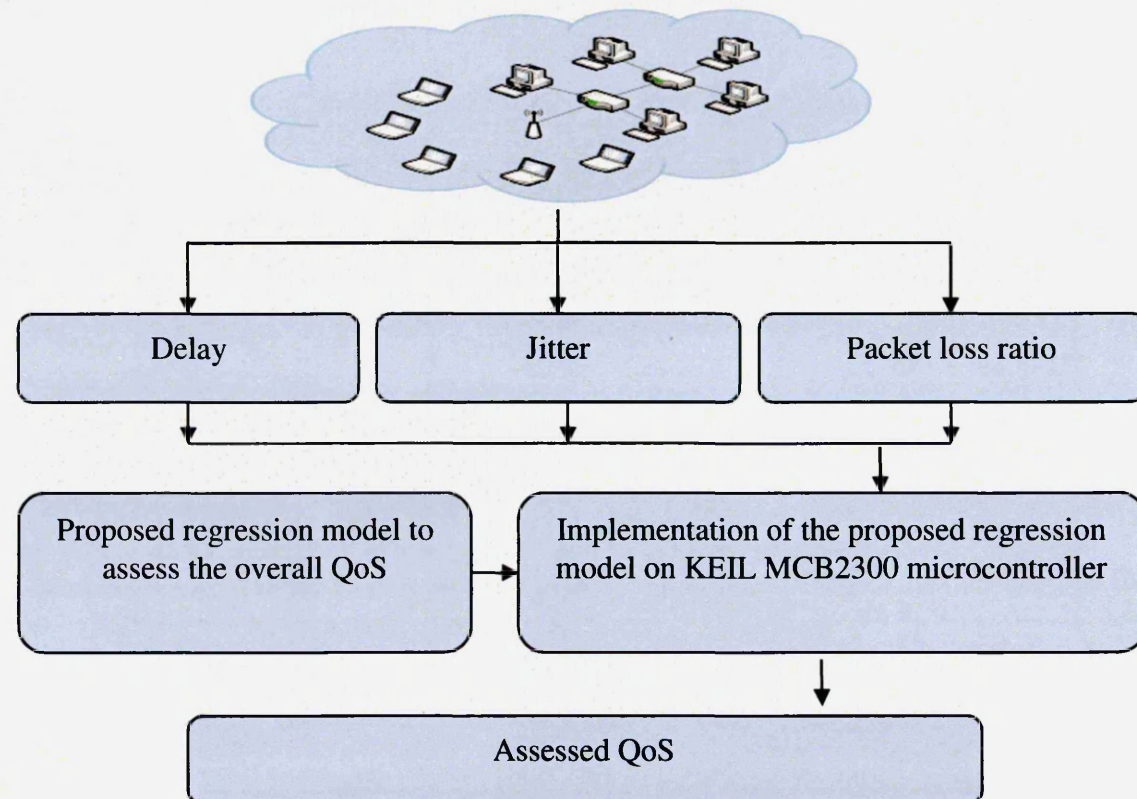 Delay
Jitter
Packet loss ratio
Proposed regression model to
assess the overall QoS
Implementation of the proposed regression
model on KEIL MCB2300 microcontroller
Assessed QoS